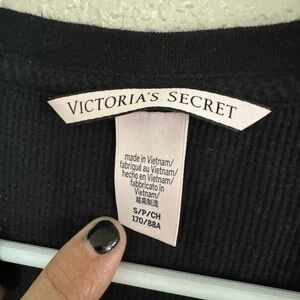 VICTORIA'S SECRET
made in Vietnam/
fabriqué au Vietnam/
hecho en Vietnam/
fabbricato in
Vietnam/
越南制造
S/P/CH
170/88A